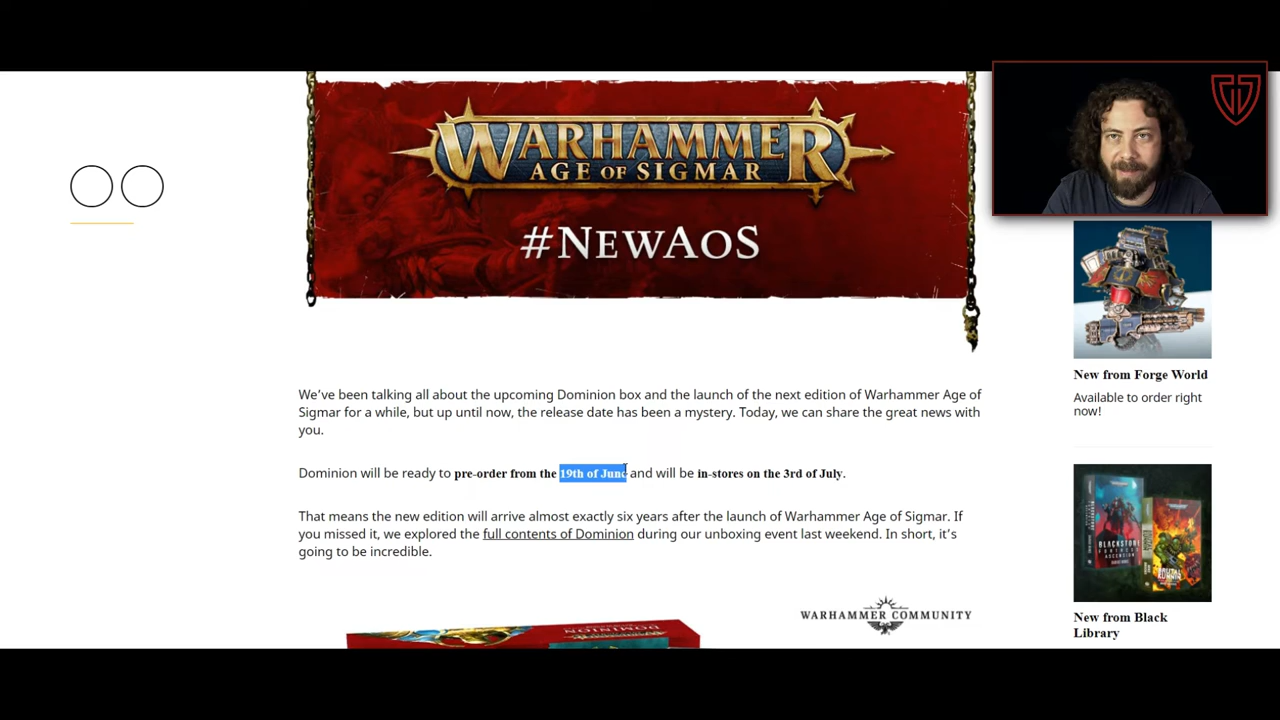 WARHAMMER
AGE OF SIGMAR
#NEWAOS
We've been talking all about the upcoming Dominion box and the launch of the next edition of Warhammer Age of
Sigmar for a while, but up until now, the release date has been a mystery. Today, we can share the great news with
you.
Dominion will be ready to pre-order from the 19th of June and will be in-stores on the 3rd of July.
That means the new edition will arrive almost exactly six years after the launch of Warhammer Age of Sigmar. If
you missed it, we explored the full contents of Dominion during our unboxing event last weekend. In short, it's
going to be incredible.
WARHAMMER COMMUNITY
DOMINION
New from Forge World
Available to order right
now!
BLACKSTONE
FORTRESS
ASCENSION
New from Black
Library